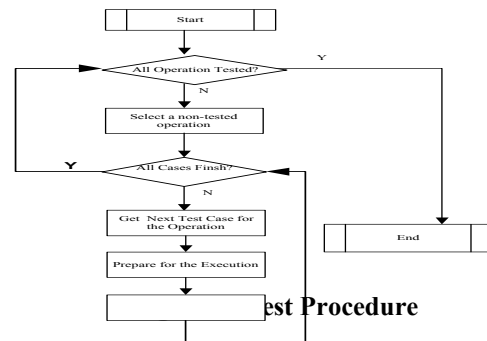 Start
All Operation Tested?
Y
N
Select a non-tested
operation
Y
All Cases Finsh?
N
Get Next Test Case for
the Operation
End
Prepare for the Execution
est Procedure